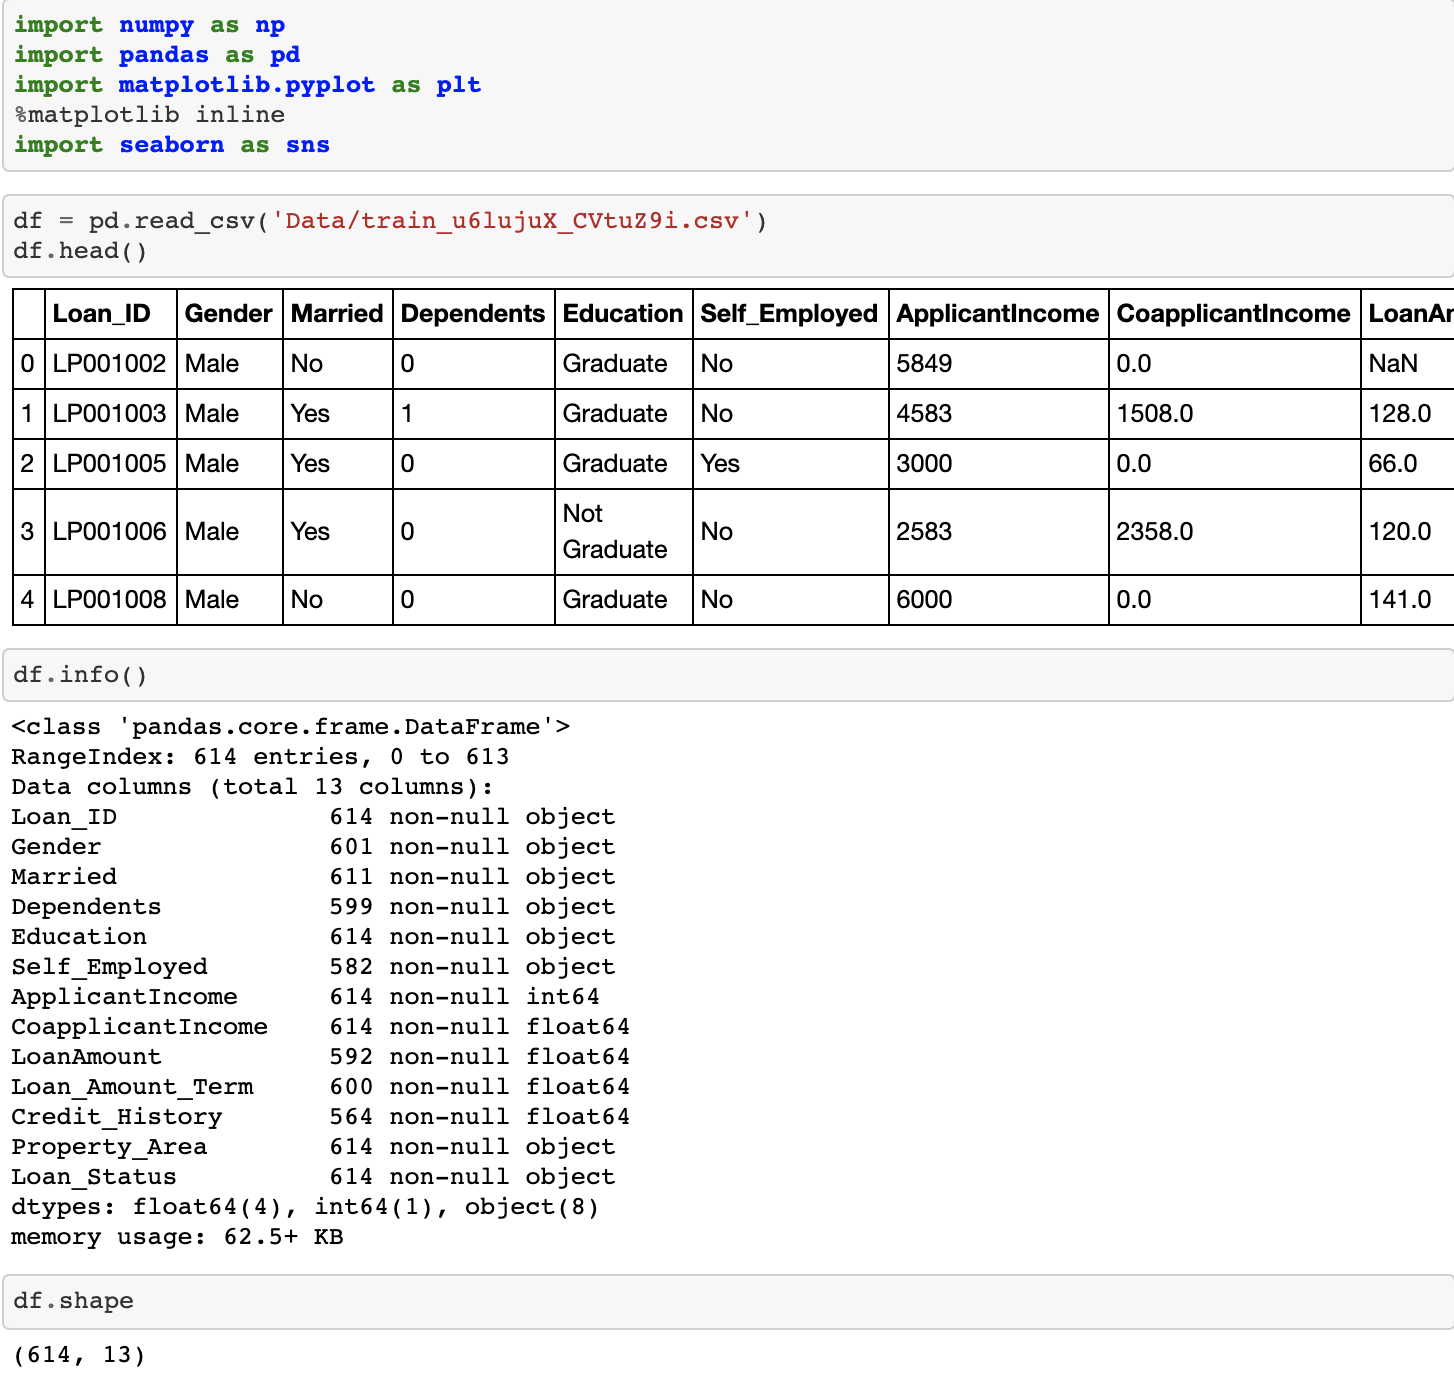 import numpy as np
import pandas as pd
import matplotlib.pyplot as plt
%matplotlib inline
import seaborn as sns
df = pd.read_csv('Data/train_u6lujuX_CVtuZ9i.csv')
df.head()
Loan_ID Gender Married Dependents Education Self_Employed ApplicantIncome CoapplicantIncome
0 LP001002 Male No 0 Graduate No 5849 0.0 NaN
1 LP001003 Male Yes 1 Graduate No 4583 1508.0 128.0
2 LP001005 Male Yes 0 Graduate Yes 3000 0.0 66.0
3 LP001006 Male Yes 0 Not Graduate No 2583 2358.0 120.0
4 LP001008 Male No 0 Graduate No 6000 0.0 141.0
df.info()
<class 'pandas.core.frame.DataFrame'>
RangeIndex: 614 entries, 0 to 613
Data columns (total 13 columns):
Loan_ID 614 non-null object
Gender 601 non-null object
Married 611 non-null object
Dependents 599 non-null object
Education 614 non-null object
Self_Employed 582 non-null object
ApplicantIncome 614 non-null int64
CoapplicantIncome 614 non-null float64
LoanAmount 592 non-null float64
Loan_Amount_Term 600 non-null float64
Credit_History 564 non-null float64
Property_Area 614 non-null object
Loan_Status 614 non-null object
dtypes: float64(4), int64(1), object(8)
memory usage: 62.5+ KB
df.shape
(614, 13)